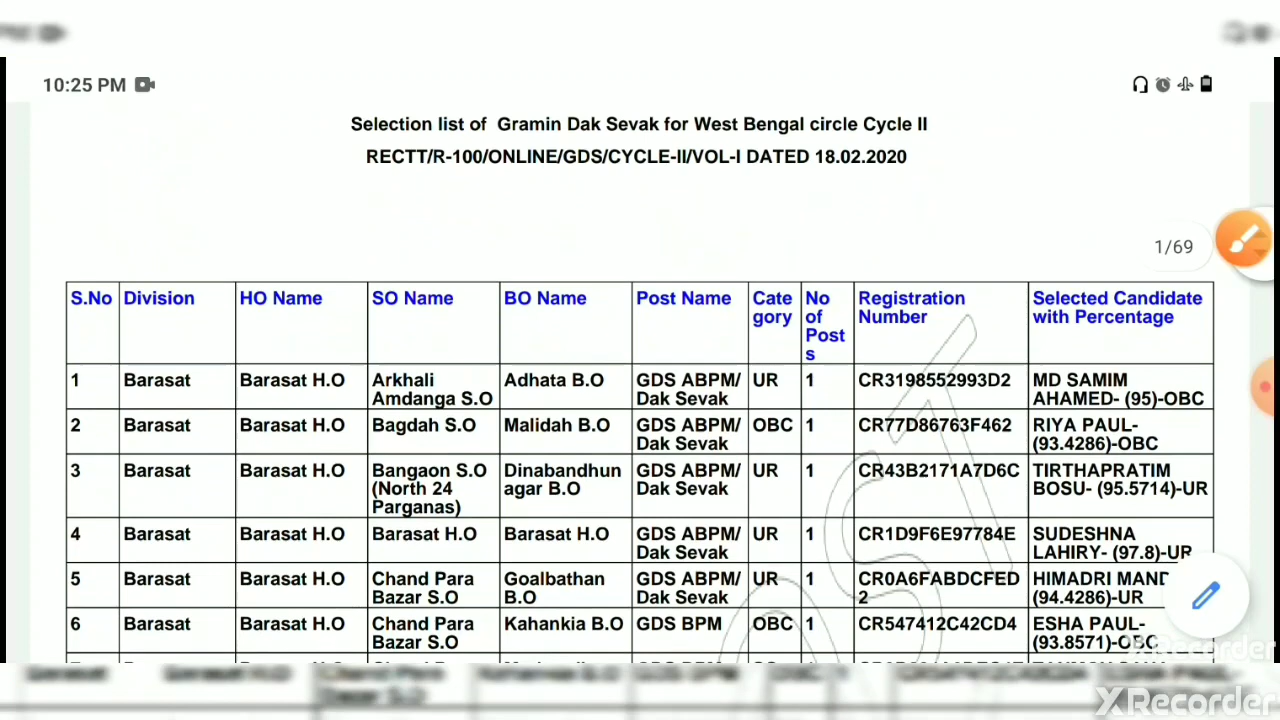 10:25 PM
Selection list of Gramin Dak Sevak for West Bengal circle Cycle II
RECTT/R-100/ONLINE/GDS/CYCLE-II/VOL-I DATED 18.02.2020
1/69
S.No Division HO Name SO Name BO Name Post Name Cate gory No of Post s Registration Number Selected Candidate with Percentage
1 Barasat Barasat H.O Arkhali Amdanga S.O Adhata B.O GDS ABPM/ Dak Sevak UR 1 CR3198552993D2 MD SAMIM AHAMED- (95)-OBC
2 Barasat Barasat H.O Bagdah S.O Malidah B.O GDS ABPM/ Dak Sevak OBC 1 CR77D86763F462 RIYA PAUL- (93.4286)-OBC
3 Barasat Barasat H.O Bangaon S.O (North 24 Parganas) Dinabandhun agar B.O GDS ABPM/ Dak Sevak UR 1 CR43B2171A7D6C TIRTHAPRATIM BOSU- (95.5714)-UR
4 Barasat Barasat H.O Barasat H.O Barasat H.O GDS ABPM/ Dak Sevak UR 1 CR1D9F6E97784E SUDESHNA LAHIRY- (97.8)-UR
5 Barasat Barasat H.O Chand Para Bazar S.O Goalbathan B.O GDS ABPM/ Dak Sevak UR 1 CR0A6FABDCFED 2 HIMADRI MAND (94.4286)-UR
6 Barasat Barasat H.O Chand Para Bazar S.O Kahankia B.O GDS BPM OBC 1 CR547412C42CD4 ESHA PAUL- (93.8571)-OBC
XRecorder
XRecorder